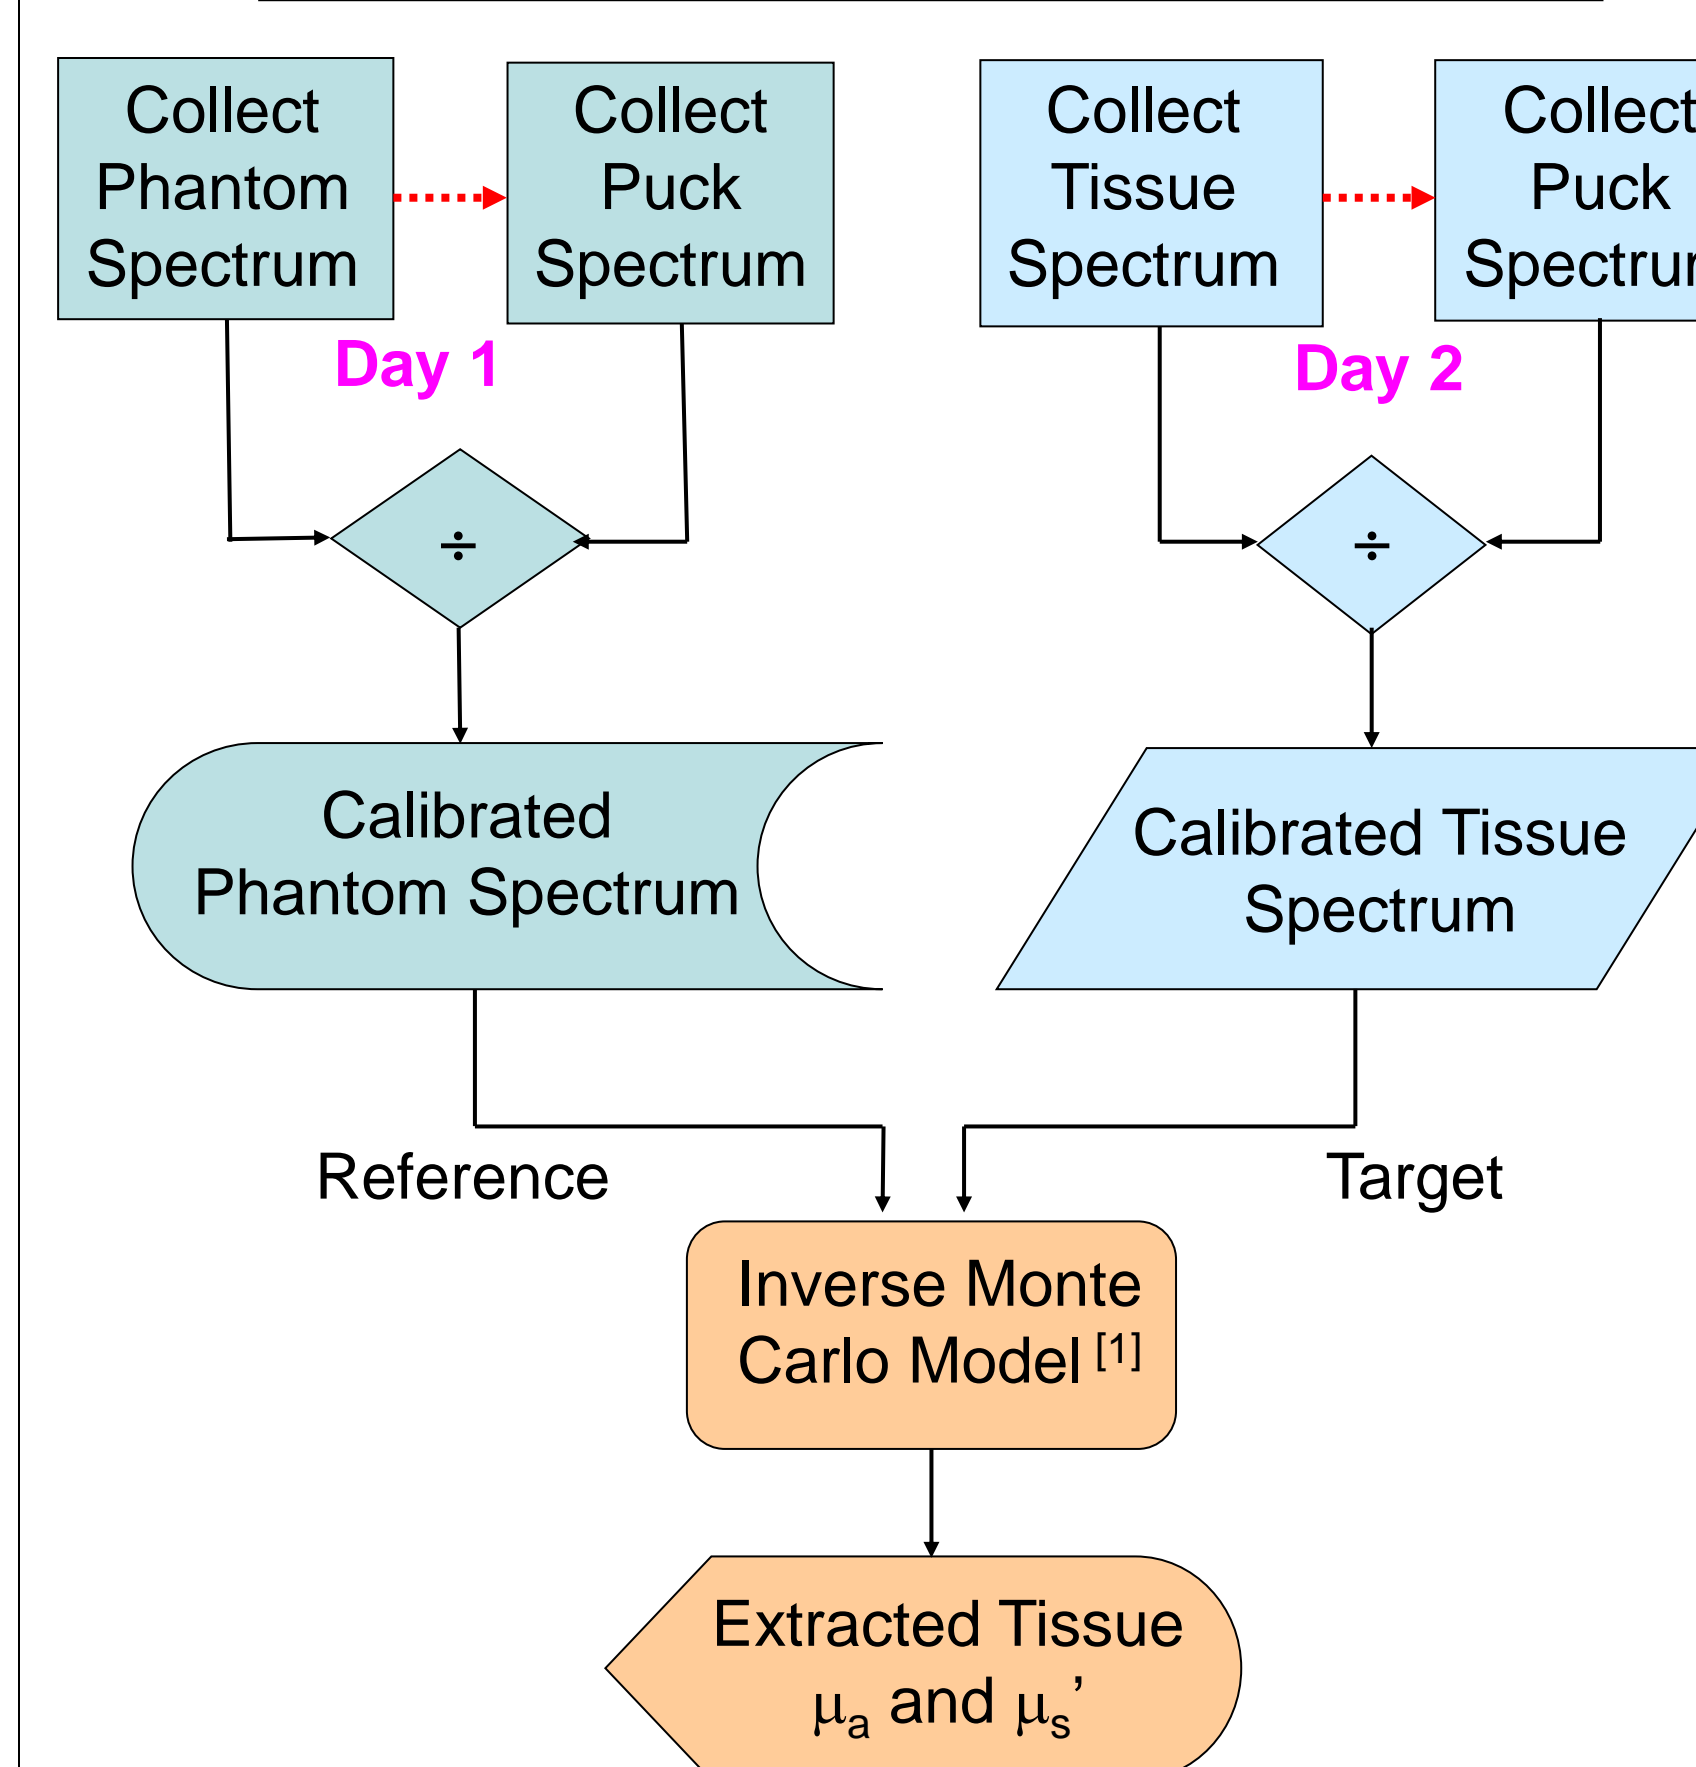 Collect
Phantom
Spectrum
Collect
Puck
Spectrum
Day 1
÷
Calibrated
Phantom Spectrum
Reference
Collect
Tissue
Spectrum
Collect
Puck
Spectrum
Day 2
÷
Calibrated Tissue
Spectrum
Target
Inverse Monte
Carlo Model [1]
Extracted Tissue
μa and μs’